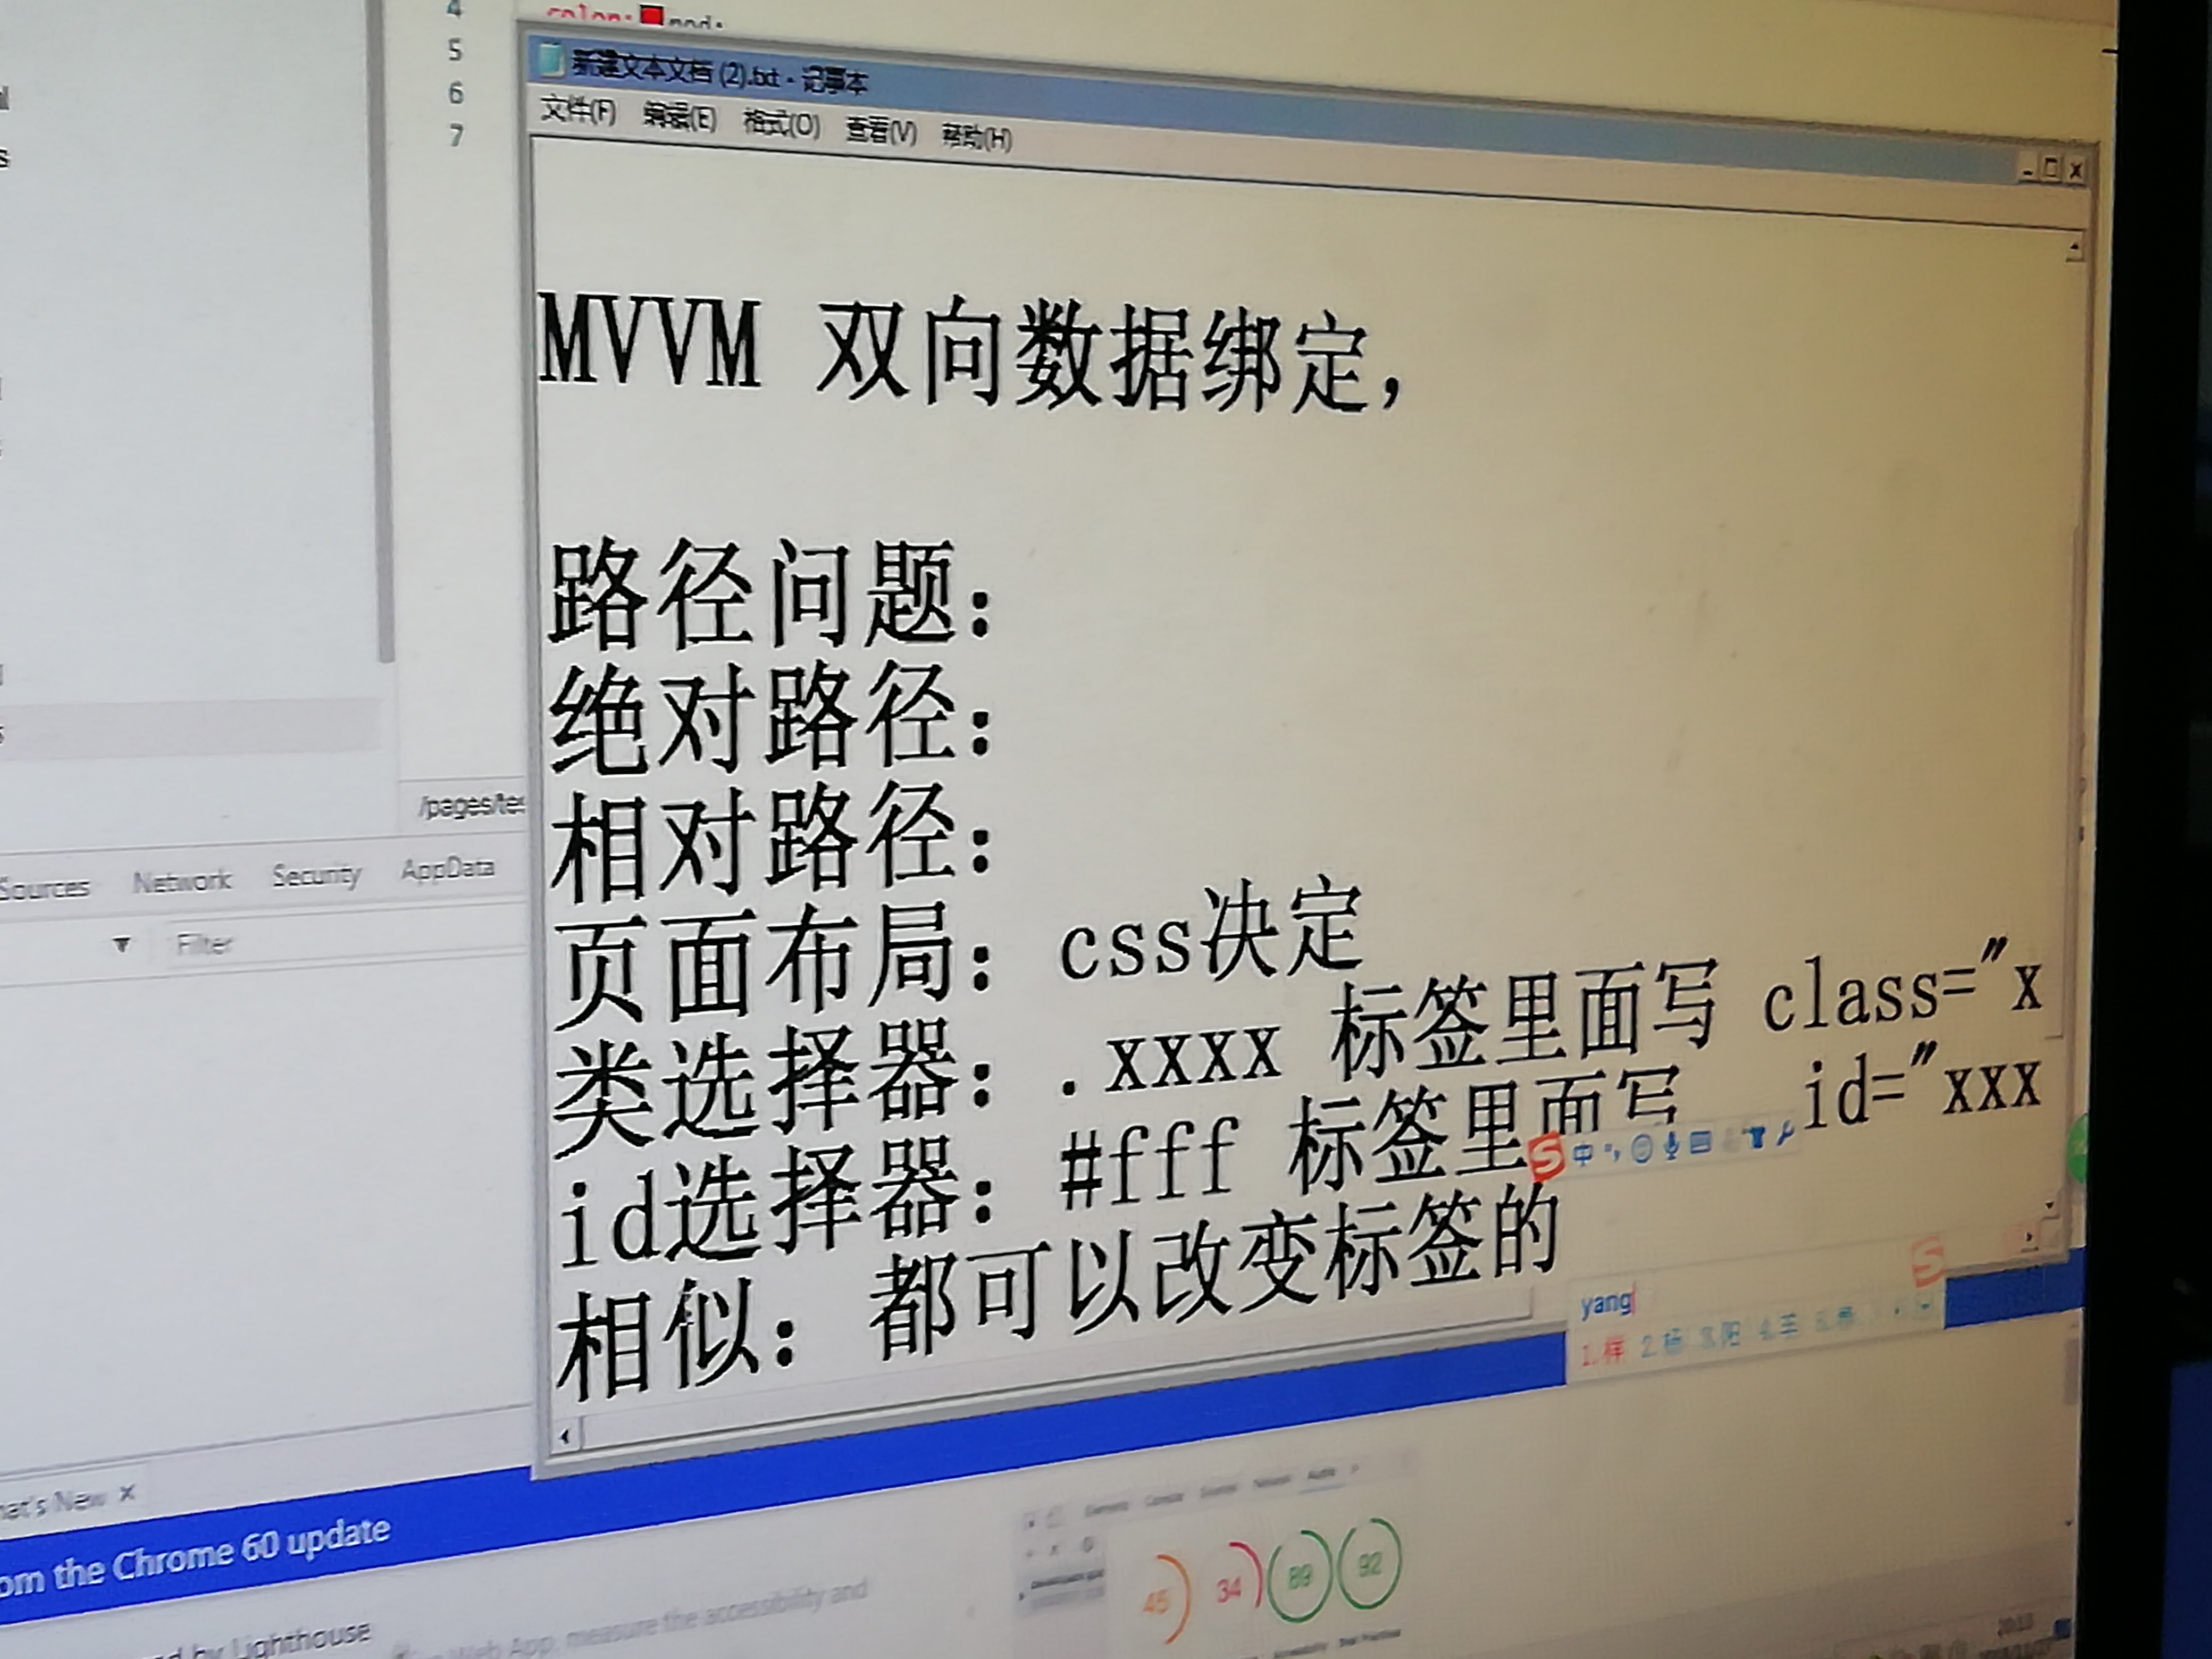 4
5
6
7
新建文本文档 (2).txt - 记事本
文件(F) 编辑(E) 格式(O) 查看(V) 帮助(H)
MVVM 双向数据绑定，
路径问题：
绝对路径：
相对路径：
页面布局：css决定
类选择器：.xxxx 标签里面写 class="x
id选择器：#fff 标签里面写 id="xxx
相似：都可以改变标签的
中
yang
1.样 2.杨 3.阳 4.羊
/pages/tes
Sources Network Security AppData
Filter
hat's New ×
om the Chrome 60 update
ed by Lighthouse
Web App, measure the accessibility and
45 34 89 92